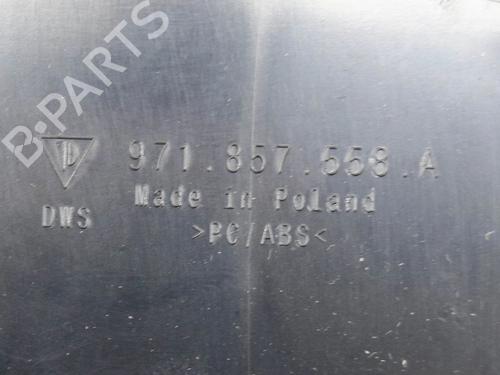 B-PARTS
971.857.558.A
Made in Poland
DWS
>PC/ABS<